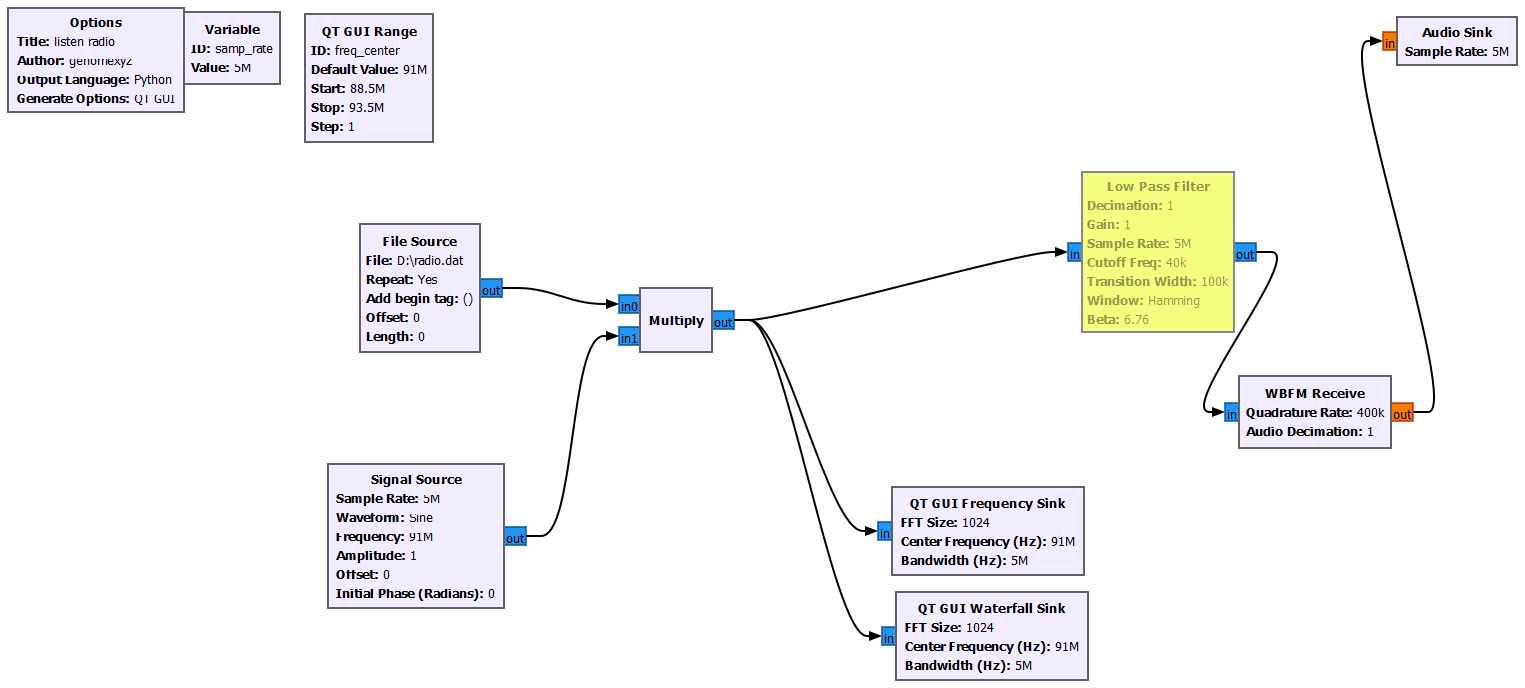 Options
Title: listen radio
Author: genomexyz
Output Language: Python
Generate Options: QT GUI
Variable
ID: samp_rate
Value: 5M
QT GUI Range
ID: freq_center
Default Value: 91M
Start: 88.5M
Stop: 93.5M
Step: 1
Audio Sink
Sample Rate: 5M
in
Low Pass Filter
Decimation: 1
Gain: 1
Sample Rate: 5M
Cutoff Freq: 40k
Transition Width: 100k
Window: Hamming
Beta: 6.76
in
out
File Source
File: D:\radio.dat
Repeat: Yes
Add begin tag: ()
Offset: 0
Length: 0
out
in0
in1
Multiply
out
WBFM Receive
Quadrature Rate: 400k
Audio Decimation: 1
in
out
Signal Source
Sample Rate: 5M
Waveform: Sine
Frequency: 91M
Amplitude: 1
Offset: 0
Initial Phase (Radians): 0
out
QT GUI Frequency Sink
FFT Size: 1024
Center Frequency (Hz): 91M
Bandwidth (Hz): 5M
in
QT GUI Waterfall Sink
FFT Size: 1024
Center Frequency (Hz): 91M
Bandwidth (Hz): 5M
in